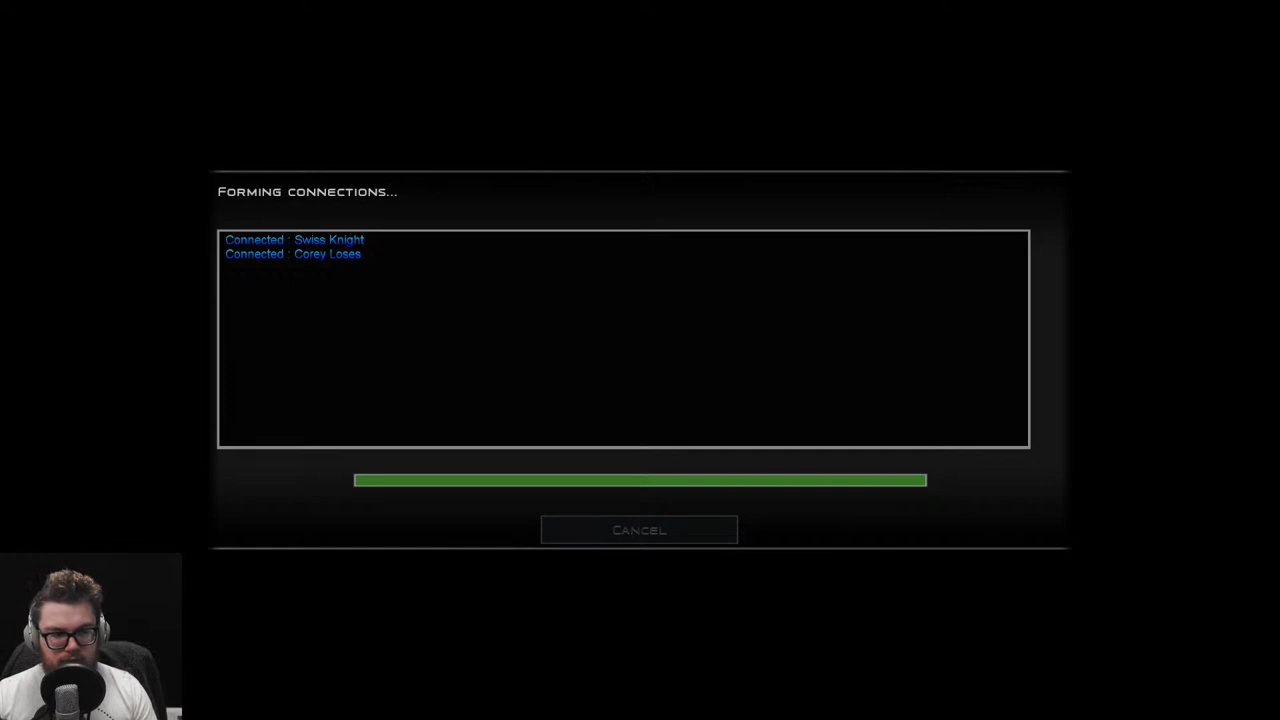 Forming connections...
Connected : Swiss Knight
Connected : Corey Loses
Cancel